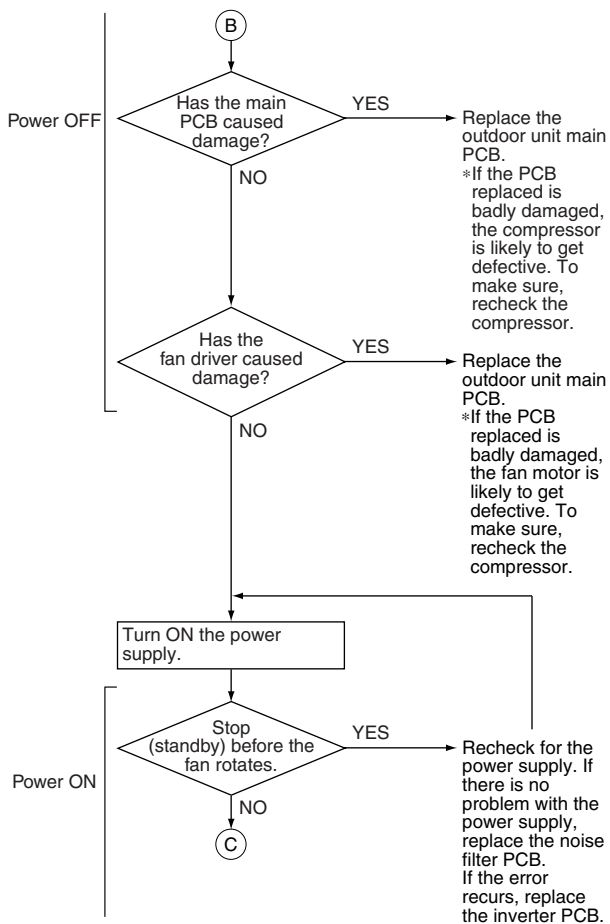 B
Power OFF
Has the main
PCB caused
damage?
YES
Replace the
outdoor unit main
PCB.
*If the PCB
replaced is
badly damaged,
the compressor
is likely to get
defective. To
make sure,
recheck the
compressor.
NO
Has the
fan driver caused
damage?
YES
Replace the
outdoor unit main
PCB.
*If the PCB
replaced is
badly damaged,
the fan motor is
likely to get
defective. To
make sure,
recheck the
compressor.
NO
Turn ON the power
supply.
Power ON
Stop
(standby) before the
fan rotates.
YES
Recheck for the
power supply. If
there is no
problem with the
power supply,
replace the noise
filter PCB.
If the error
recurs, replace
the inverter PCB.
NO
C